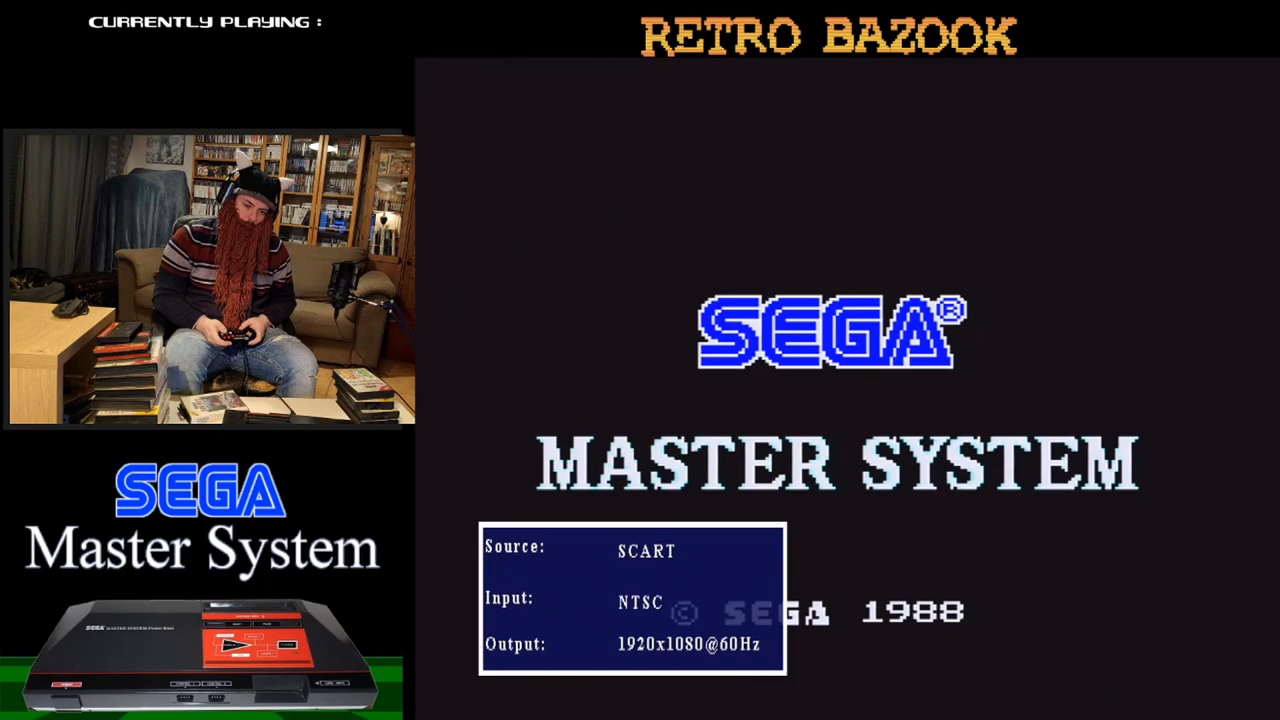 CURRENTLY PLAYING :
RETRO BAZOOK
SEGA®
MASTER SYSTEM
Source: SCART
Input: NTSC
Output: 1920x1080@60Hz
© SEGA 1988
SEGA
Master System
SEGA